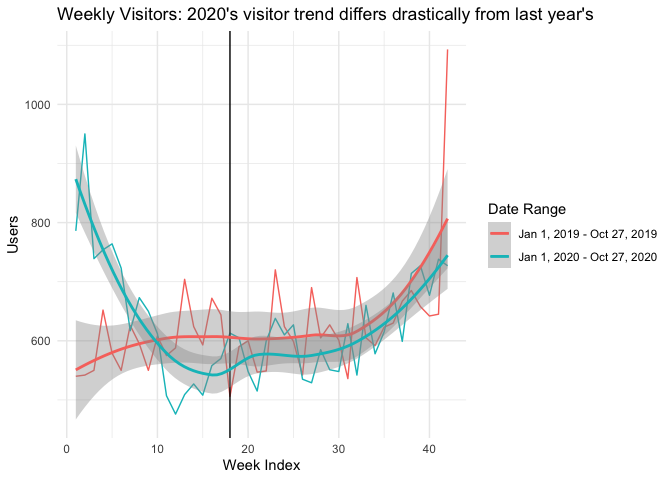 Weekly Visitors: 2020's visitor trend differs drastically from last year's
1000
800
600
Users
0
10
20
30
40
Week Index
Date Range
Jan 1, 2019 - Oct 27, 2019
Jan 1, 2020 - Oct 27, 2020